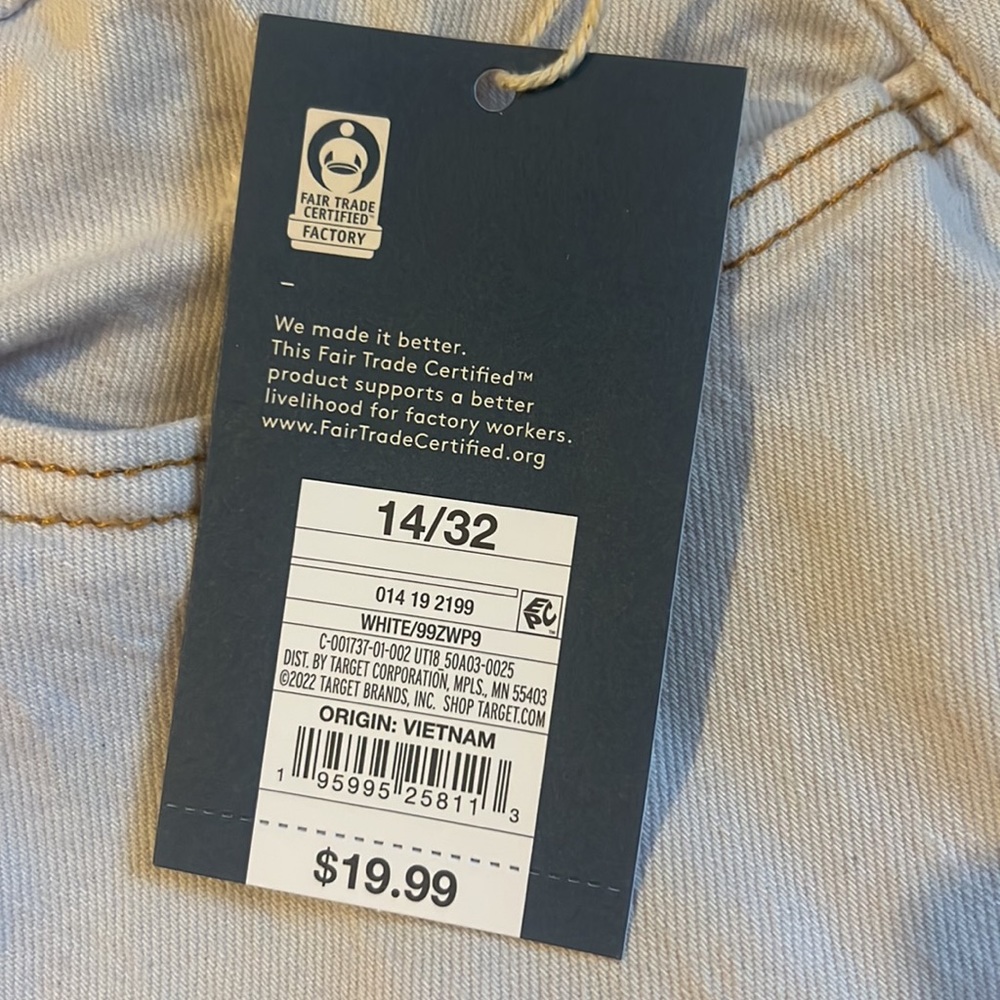 FAIR TRADE
CERTIFIED™
FACTORY
–
We made it better.
This Fair Trade Certified™
product supports a better
livelihood for factory workers.
www.FairTradeCertified.org
14/32
014 19 2199
EPC™
WHITE/99ZWP9
C-001737-01-002 UT18_50A03-0025
DIST. BY TARGET CORPORATION, MPLS., MN 55403
©2022 TARGET BRANDS, INC. SHOP TARGET.COM
ORIGIN: VIETNAM
1 95995 25811 3
$19.99